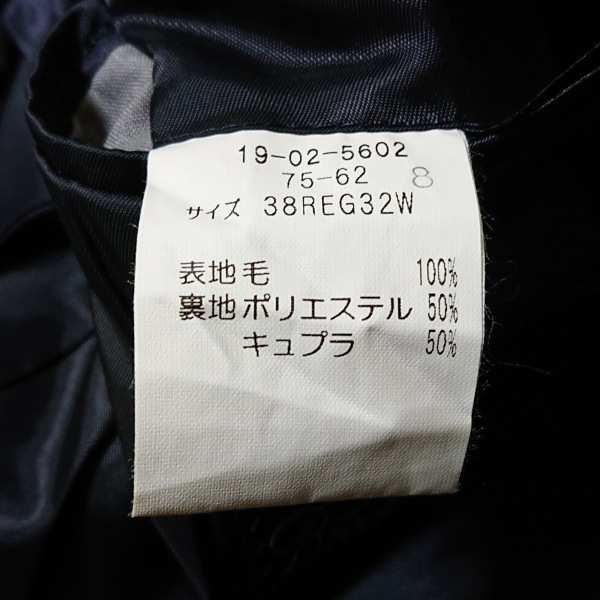 19-02-5602
75-62 8
サイズ 38REG32W
表地 毛 100%
裏地 ポリエステル 50%
キュプラ 50%